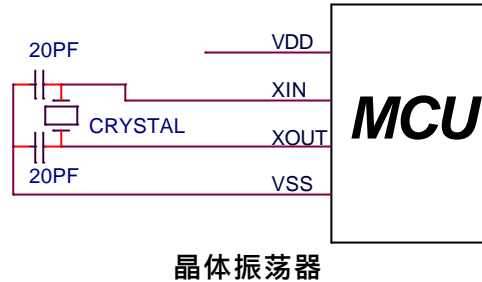 VDD
20PF
XIN
CRYSTAL
MCU
XOUT
20PF
VSS
晶体振荡器